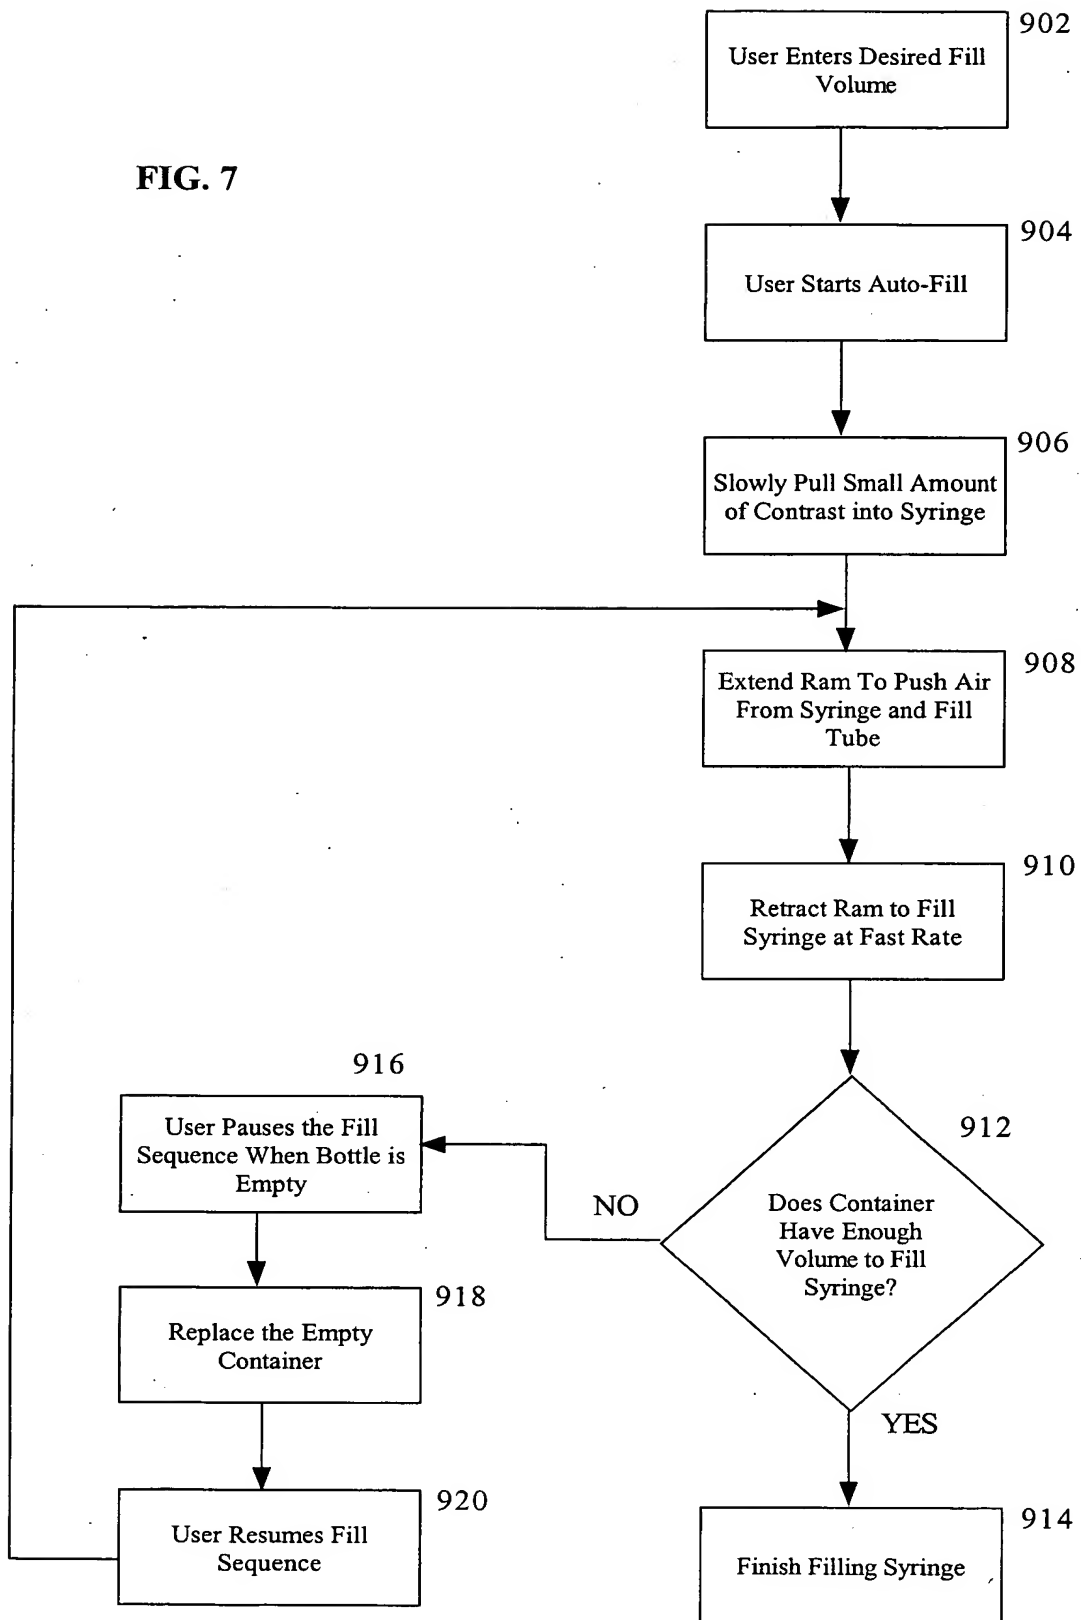 902
User Enters Desired Fill
Volume
FIG. 7
904
User Starts Auto-Fill
906
Slowly Pull Small Amount
of Contrast into Syringe
908
Extend Ram To Push Air
From Syringe and Fill
Tube
910
Retract Ram to Fill
Syringe at Fast Rate
912
Does Container
Have Enough
Volume to Fill
Syringe?
NO
916
User Pauses the Fill
Sequence When Bottle is
Empty
918
Replace the Empty
Container
920
User Resumes Fill
Sequence
YES
914
Finish Filling Syringe